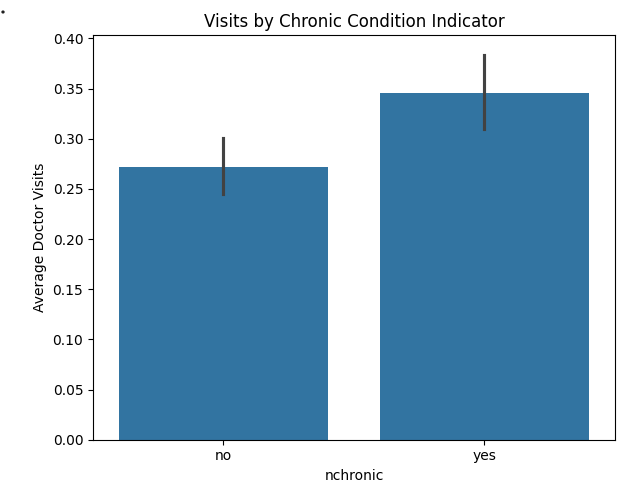 Visits by Chronic Condition Indicator
0.40
0.35
0.30
0.25
0.20
0.15
0.10
0.05
0.00
Average Doctor Visits
no
yes
nchronic